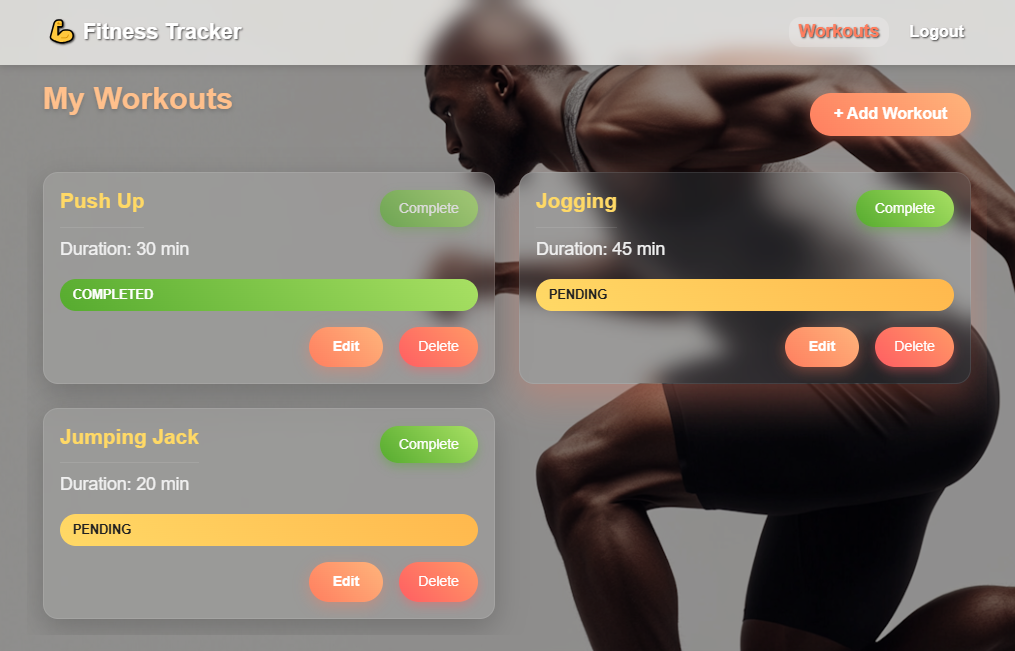 💪 Fitness Tracker
Workouts
Logout
My Workouts
+ Add Workout
Push Up
Complete
Duration: 30 min
COMPLETED
Edit
Delete
Jogging
Complete
Duration: 45 min
PENDING
Edit
Delete
Jumping Jack
Complete
Duration: 20 min
PENDING
Edit
Delete